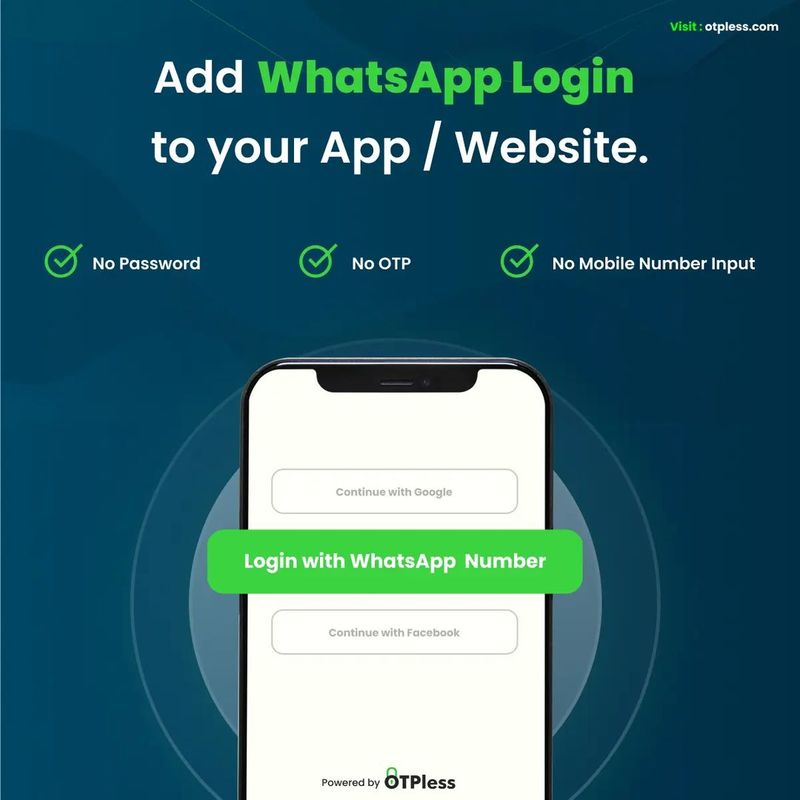 Visit : otpless.com
Add WhatsApp Login
to your App / Website.
No Password
No OTP
No Mobile Number Input
Continue with Google
Login with WhatsApp Number
Continue with Facebook
Powered by OTPless